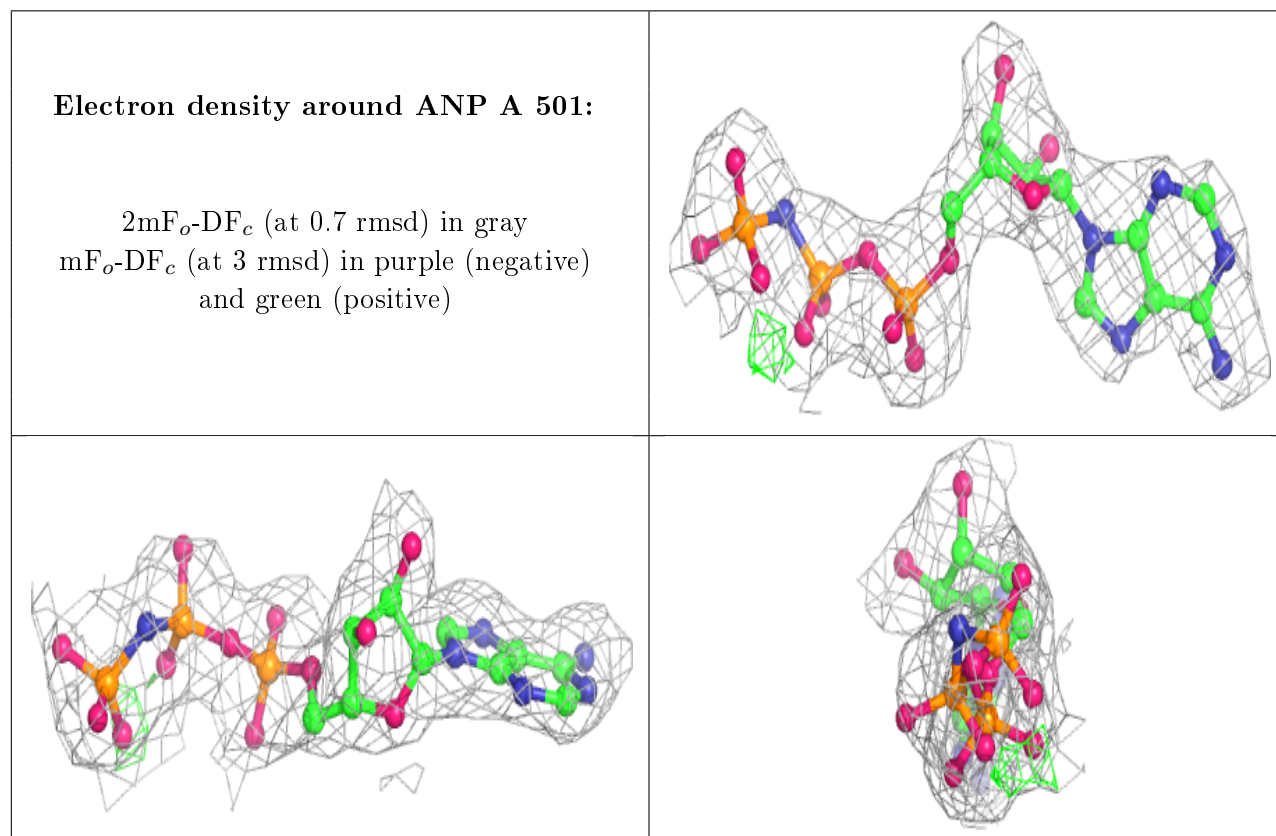 Electron density around ANP A 501:
2mFₒ-DF𝒸 (at 0.7 rmsd) in gray
mFₒ-DF𝒸 (at 3 rmsd) in purple (negative)
and green (positive)